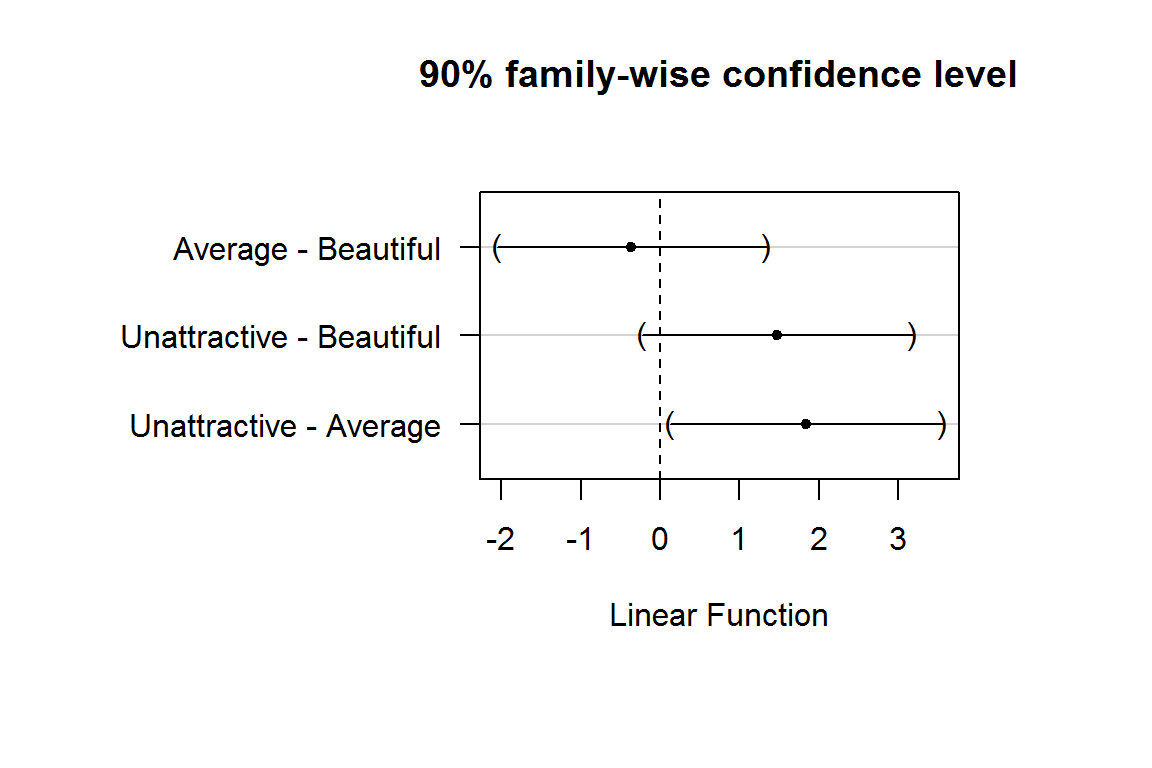 90% family-wise confidence level
Average - Beautiful
Unattractive - Beautiful
Unattractive - Average
-2 -1 0 1 2 3
Linear Function